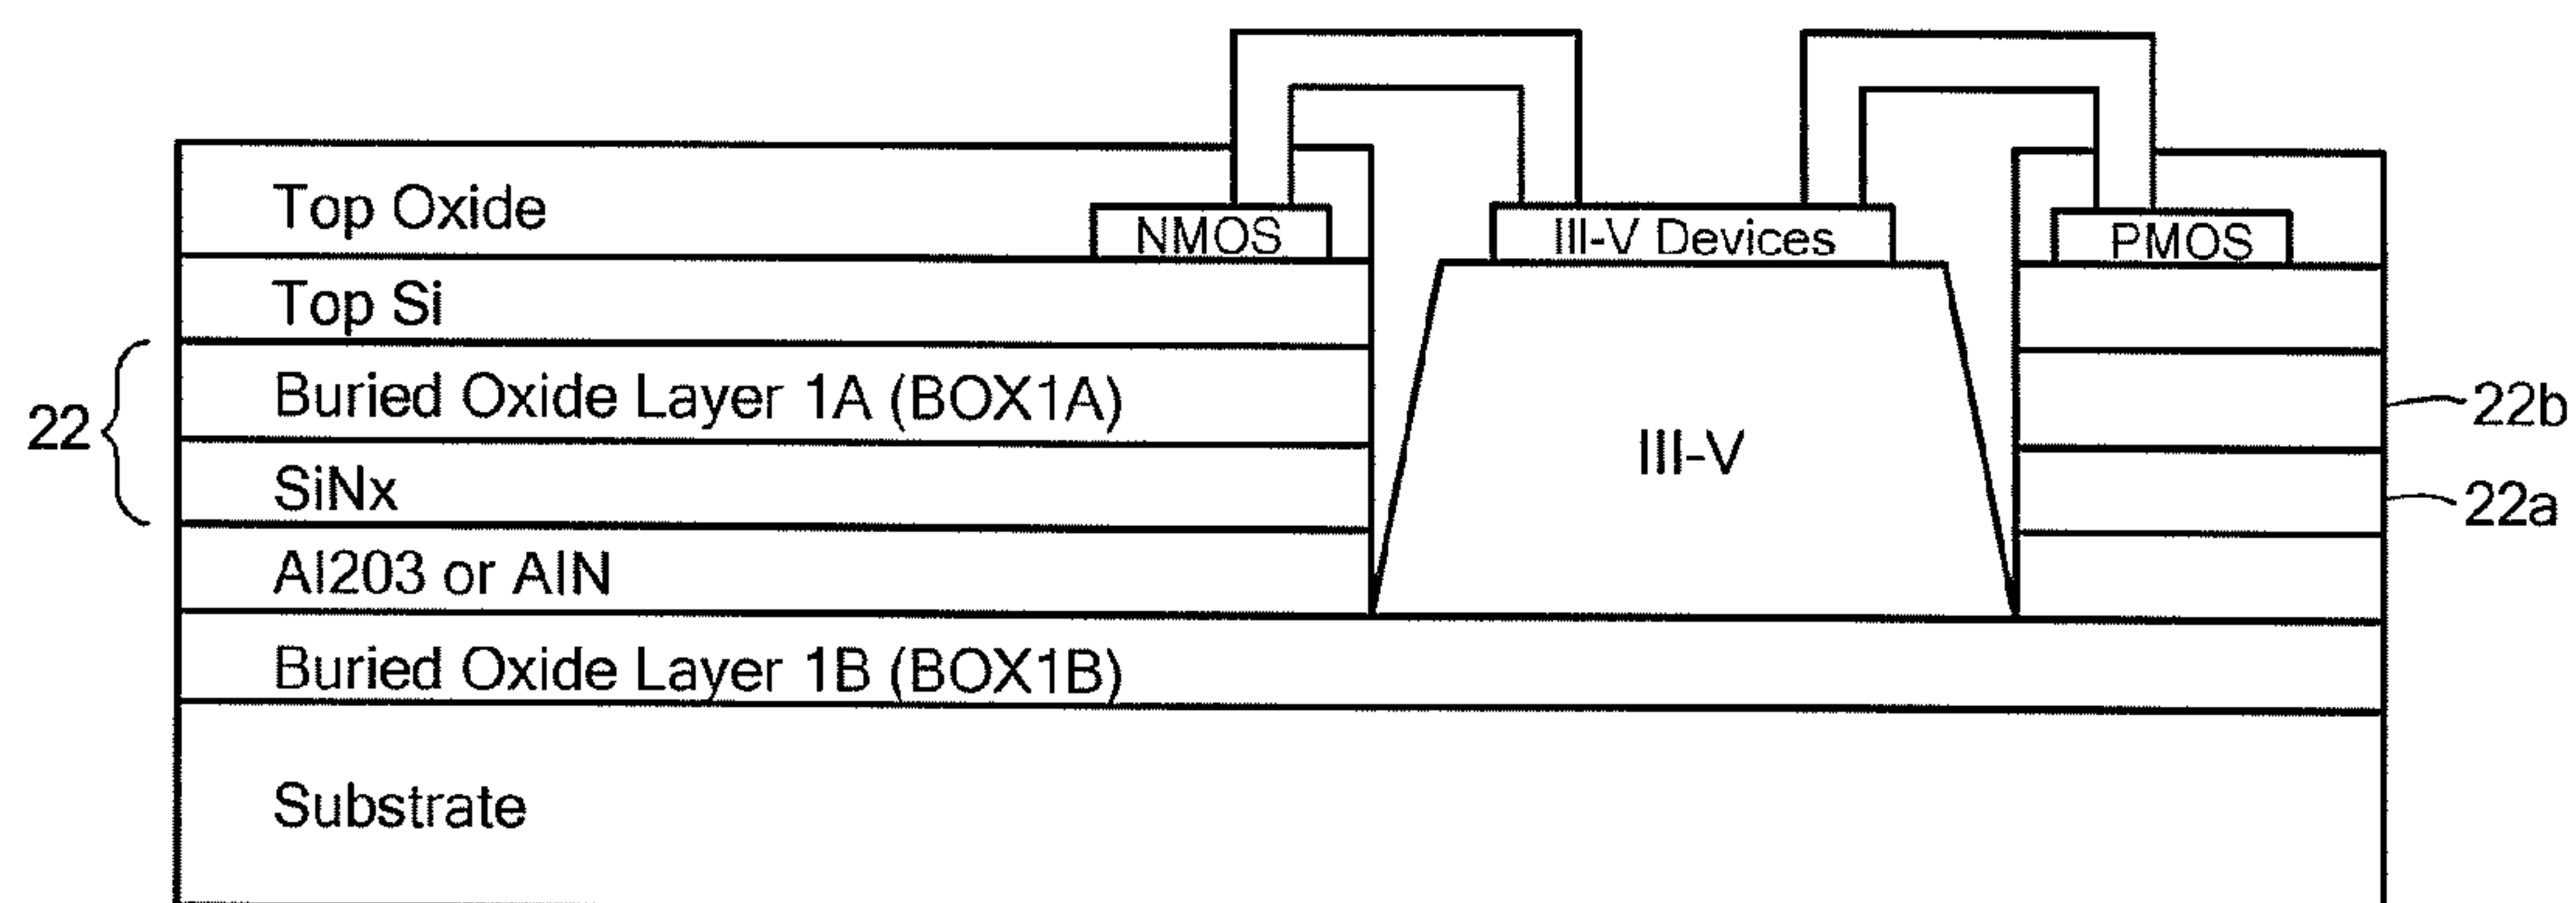 Top Oxide
NMOS
III-V Devices
PMOS
Top Si
22
Buried Oxide Layer 1A (BOX1A)
22b
III-V
SiNx
22a
Al203 or AlN
Buried Oxide Layer 1B (BOX1B)
Substrate